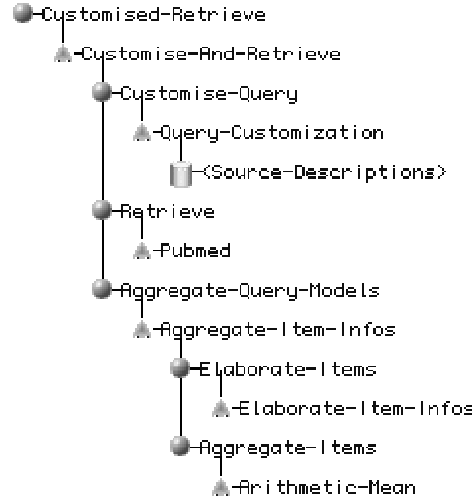 Customised-Retrieve
Customise-And-Retrieve
Customise-Query
Query-Customization
<Source-Descriptions>
Retrieve
Pubmed
Aggregate-Query-Models
Aggregate-Item-Infos
Elaborate-Items
Elaborate-Item-Infos
Aggregate-Items
Arithmetic-Mean